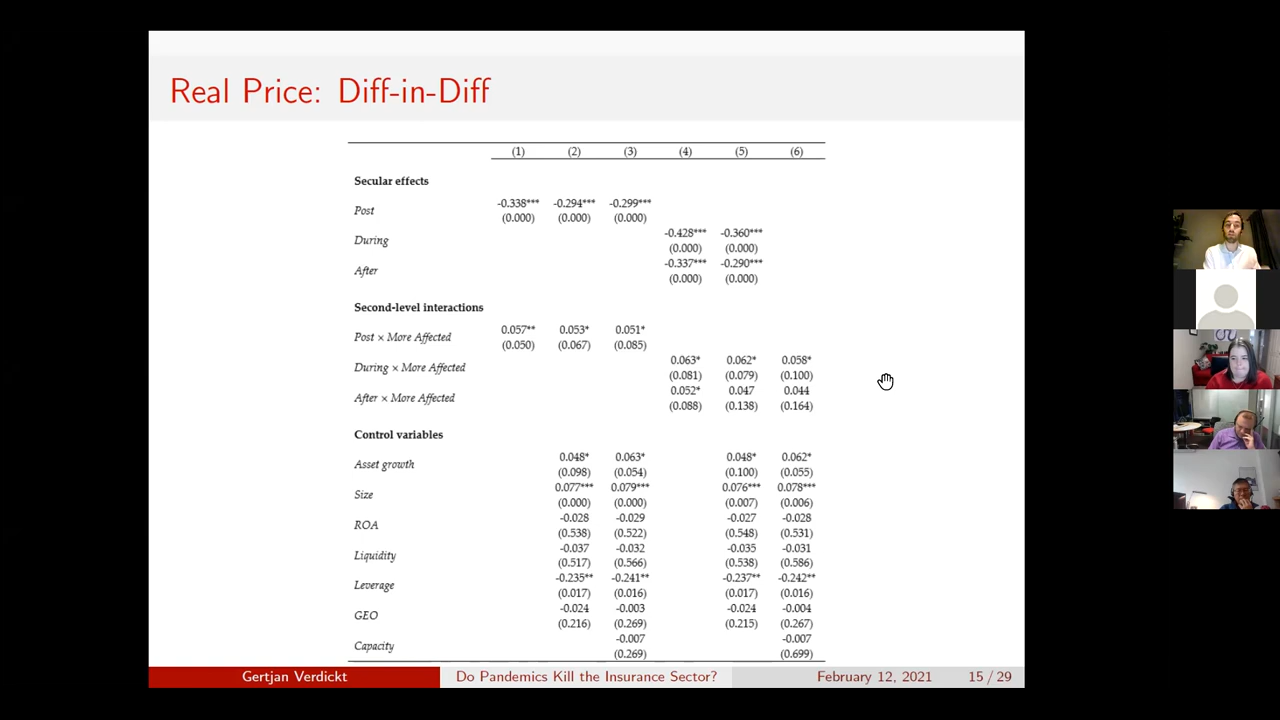 Real Price: Diff-in-Diff
(1) (2) (3) (4) (5) (6)
Secular effects
Post -0.338*** -0.294*** -0.299***
(0.000) (0.000) (0.000)
During -0.428*** -0.360***
(0.000) (0.000)
After -0.337*** -0.290***
(0.000) (0.000)
Second-level interactions
Post × More Affected 0.057** 0.053* 0.051*
(0.050) (0.067) (0.085)
During × More Affected 0.063* 0.062* 0.058*
(0.081) (0.079) (0.100)
After × More Affected 0.052* 0.047 0.044
(0.088) (0.138) (0.164)
Control variables
Asset growth 0.048* 0.063* 0.048* 0.062*
(0.098) (0.054) (0.100) (0.055)
Size 0.077*** 0.079*** 0.076*** 0.078***
(0.000) (0.000) (0.007) (0.006)
ROA -0.028 -0.029 -0.027 -0.028
(0.538) (0.522) (0.548) (0.531)
Liquidity -0.037 -0.032 -0.035 -0.031
(0.517) (0.566) (0.538) (0.586)
Leverage -0.235** -0.241** -0.237** -0.242**
(0.017) (0.016) (0.017) (0.016)
GEO -0.024 -0.003 -0.024 -0.004
(0.216) (0.269) (0.215) (0.267)
Capacity -0.007 -0.007
(0.269) (0.699)
Gertjan Verdickt Do Pandemics Kill the Insurance Sector? February 12, 2021 15 / 29